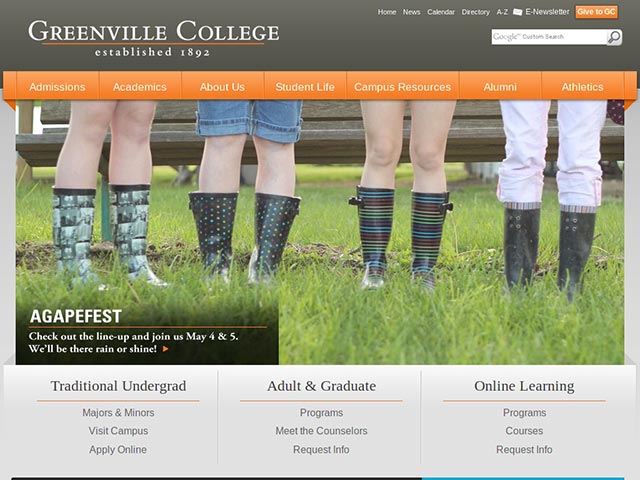 Home News Calendar Directory A-Z E-Newsletter Give to GC
GREENVILLE COLLEGE
established 1892
Google™ Custom Search
Admissions Academics About Us Student Life Campus Resources Alumni Athletics
AGAPEFEST
Check out the line-up and join us May 4 & 5.
We'll be there rain or shine!
Traditional Undergrad
Majors & Minors
Visit Campus
Apply Online
Adult & Graduate
Programs
Meet the Counselors
Request Info
Online Learning
Programs
Courses
Request Info